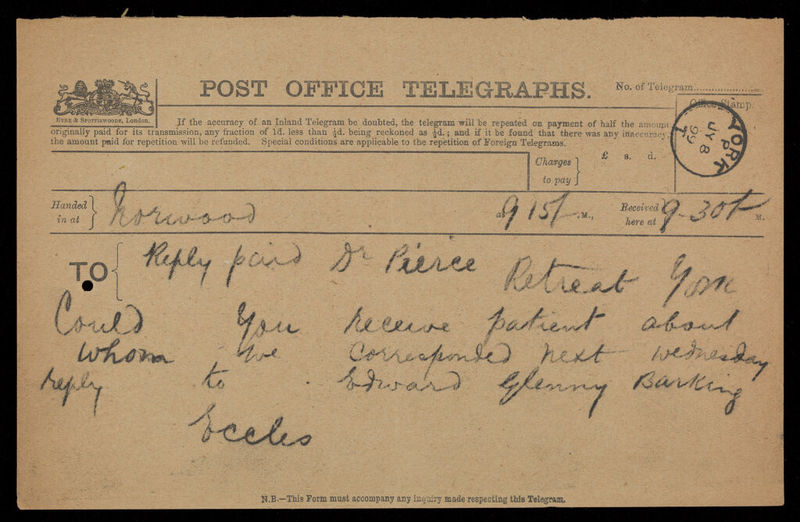 POST OFFICE TELEGRAPHS.
No. of Telegram
Office Stamp.
EYRE & SPOTTISWOODE, London.
If the accuracy of an Inland Telegram be doubted, the telegram will be repeated on payment of half the amount
originally paid for its transmission, any fraction of 1d. less than ½d. being reckoned as ½d.; and if it be found that there was any inaccuracy,
the amount paid for repetition will be refunded. Special conditions are applicable to the repetition of Foreign Telegrams.
YORK
P
JY 8
99
Charges
to pay
£ s. d.
Handed
in at
Norwood
at 9 15 M.,
Received
here at
9-30 M.
TO
Reply paid Dr Pierce Retreat York
Could You receive patient about
whom we corresponded next wednesday
reply to Edward Glenny Barking
Eccles
N.B.—This Form must accompany any inquiry made respecting this Telegram.